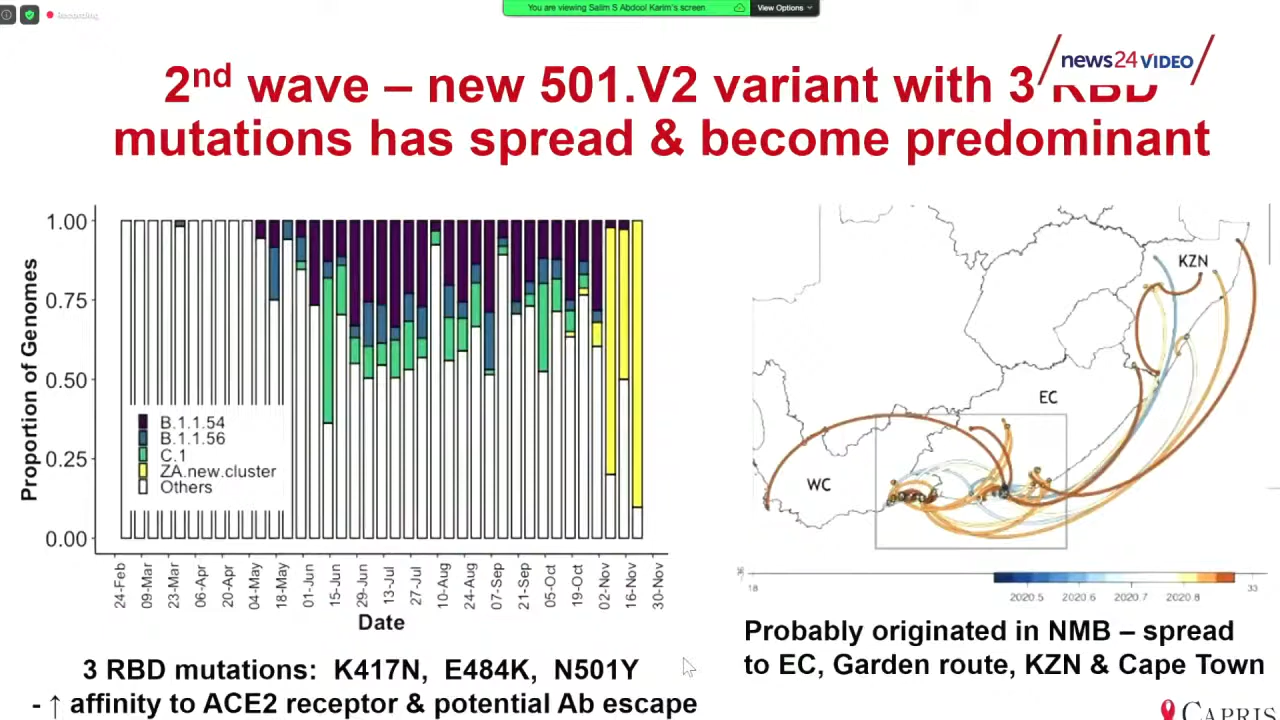 Recording
You are viewing Salim S Abdool Karim's screen
View Options
news24 VIDEO
2nd wave – new 501.V2 variant with 3 RBD
mutations has spread & become predominant
Proportion of Genomes
1.00
0.75
0.50
0.25
0.00
B.1.1.54
B.1.1.56
C.1
ZA.new.cluster
Others
24-Feb
09-Mar
23-Mar
06-Apr
20-Apr
04-May
18-May
01-Jun
15-Jun
29-Jun
13-Jul
27-Jul
10-Aug
24-Aug
07-Sep
21-Sep
05-Oct
19-Oct
02-Nov
16-Nov
30-Nov
Date
KZN
EC
WC
18
33
2020.5 2020.6 2020.7 2020.8
3 RBD mutations: K417N, E484K, N501Y
- ↑ affinity to ACE2 receptor & potential Ab escape
Probably originated in NMB – spread
to EC, Garden route, KZN & Cape Town
CAPRIS